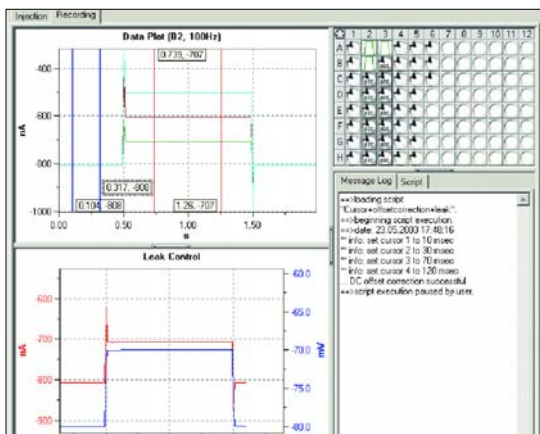 Injection Recording
Data Plot (B2, 100Hz)
0.739, -707
-400
-600
nA
-800
0.317, -808
0.104, -808
1.26, -707
-1000
0.00 0.50 1.00 1.50 2.00
s
Leak Control
-600
-700
nA
-800
-900
-60.0
-65.0
mV
-70.0
-75.0
-80.0
1 2 3 4 5 6 7 8 9 10 11 12
A
B
C
D
E
F
G
H
Message Log Script
==>loading script
"Cursor+offsetcorrection+leak".
==>beginning script execution.
==>date: 23.05.2003 17:48:16
** info: set cursor 1 to 10 msec
** info: set cursor 2 to 30 msec
** info: set cursor 3 to 70 msec
** info: set cursor 4 to 120 msec
... DC offset correction successful
==>script execution paused by user.